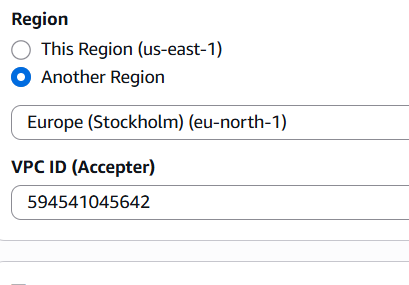 Region
This Region (us-east-1)
Another Region
Europe (Stockholm) (eu-north-1)
VPC ID (Accepter)
594541045642